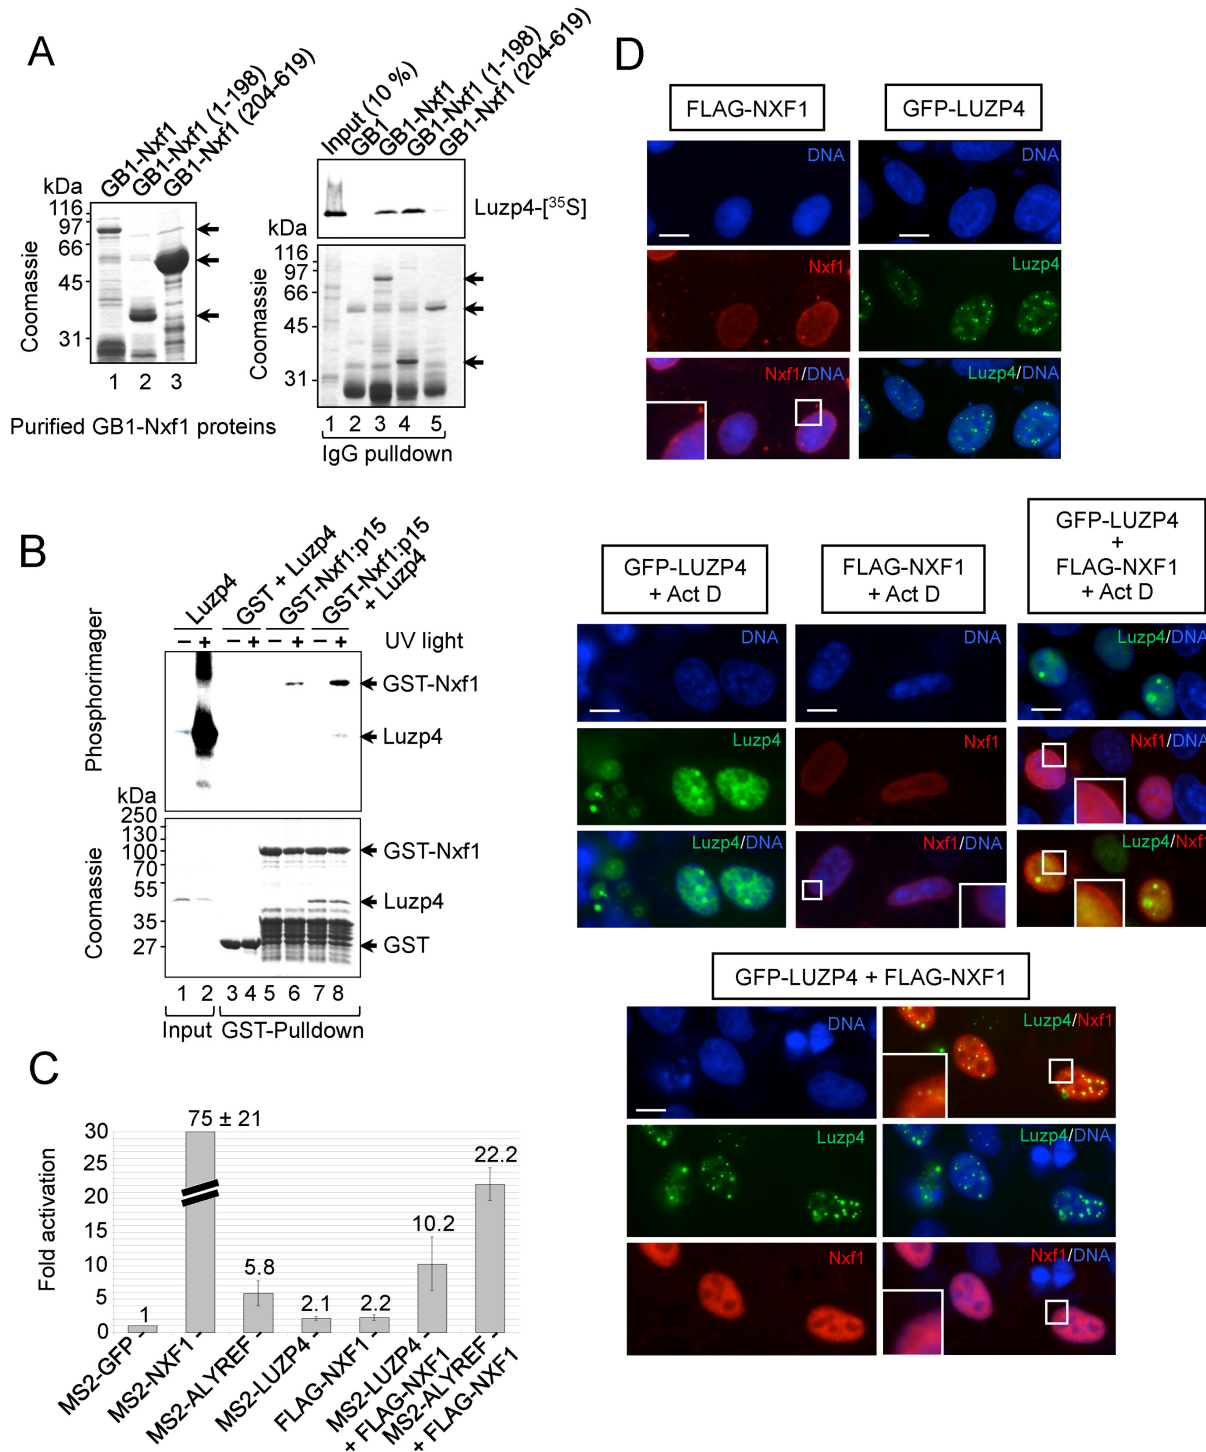 A
GB1-Nxf1
GB1-Nxf1 (1-198)
GB1-Nxf1 (204-619)
kDa
116
97
66
45
31
Coomassie
1 2 3
Purified GB1-Nxf1 proteins
Input (10 %)
GB1
GB1-Nxf1
GB1-Nxf1 (1-198)
GB1-Nxf1 (204-619)
Luzp4-[35S]
kDa
116
97
66
45
31
Coomassie
1 2 3 4 5
IgG pulldown
B
Luzp4
GST + Luzp4
GST-Nxf1:p15
GST-Nxf1:p15
+ Luzp4
– + – + – + – + UV light
Phosphorimager
GST-Nxf1
Luzp4
kDa
250
130
100
70
55
35
27
Coomassie
GST-Nxf1
Luzp4
GST
1 2 3 4 5 6 7 8
Input GST-Pulldown
C
Fold activation
30
25
20
15
10
5
0
1
75 ± 21
5.8
2.1
2.2
10.2
22.2
MS2-GFP
MS2-NXF1
MS2-ALYREF
MS2-LUZP4
FLAG-NXF1
MS2-LUZP4
+ FLAG-NXF1
MS2-ALYREF
+ FLAG-NXF1
D
FLAG-NXF1
DNA
Nxf1
Nxf1/DNA
GFP-LUZP4
DNA
Luzp4
Luzp4/DNA
GFP-LUZP4
+ Act D
DNA
Luzp4
Luzp4/DNA
FLAG-NXF1
+ Act D
DNA
Nxf1
Nxf1/DNA
GFP-LUZP4
+
FLAG-NXF1
+ Act D
Luzp4/DNA
Nxf1/DNA
Luzp4/Nxf1
GFP-LUZP4 + FLAG-NXF1
DNA
Luzp4
Nxf1
Luzp4/Nxf1
Luzp4/DNA
Nxf1/DNA